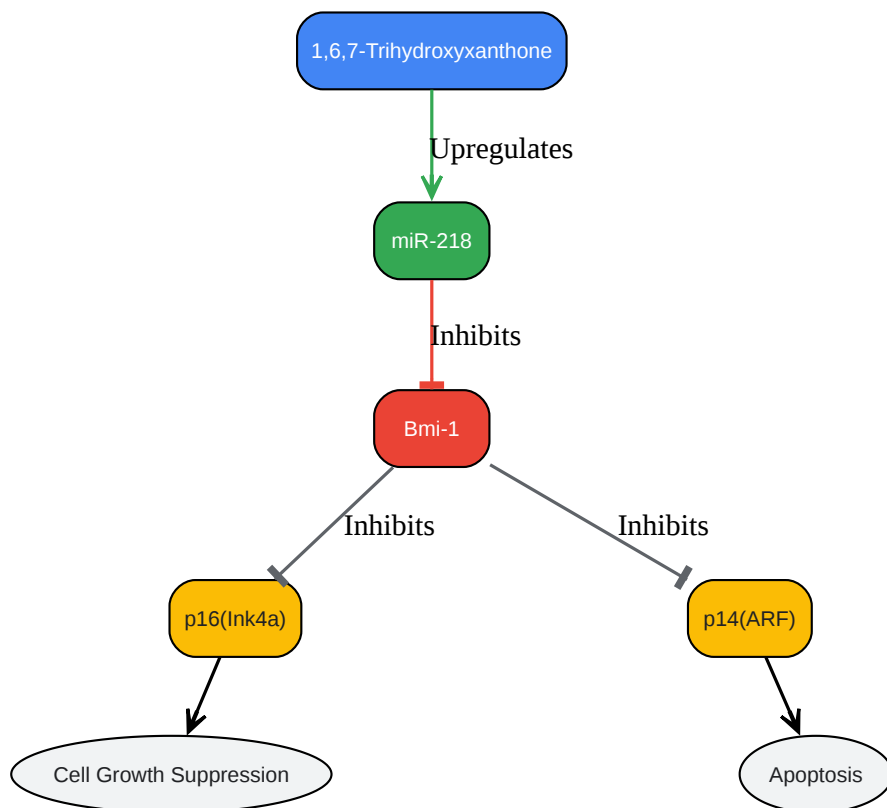 1,6,7-Trihydroxyxanthone
Upregulates
miR-218
Inhibits
Bmi-1
Inhibits
Inhibits
p16(Ink4a)
p14(ARF)
Cell Growth Suppression
Apoptosis